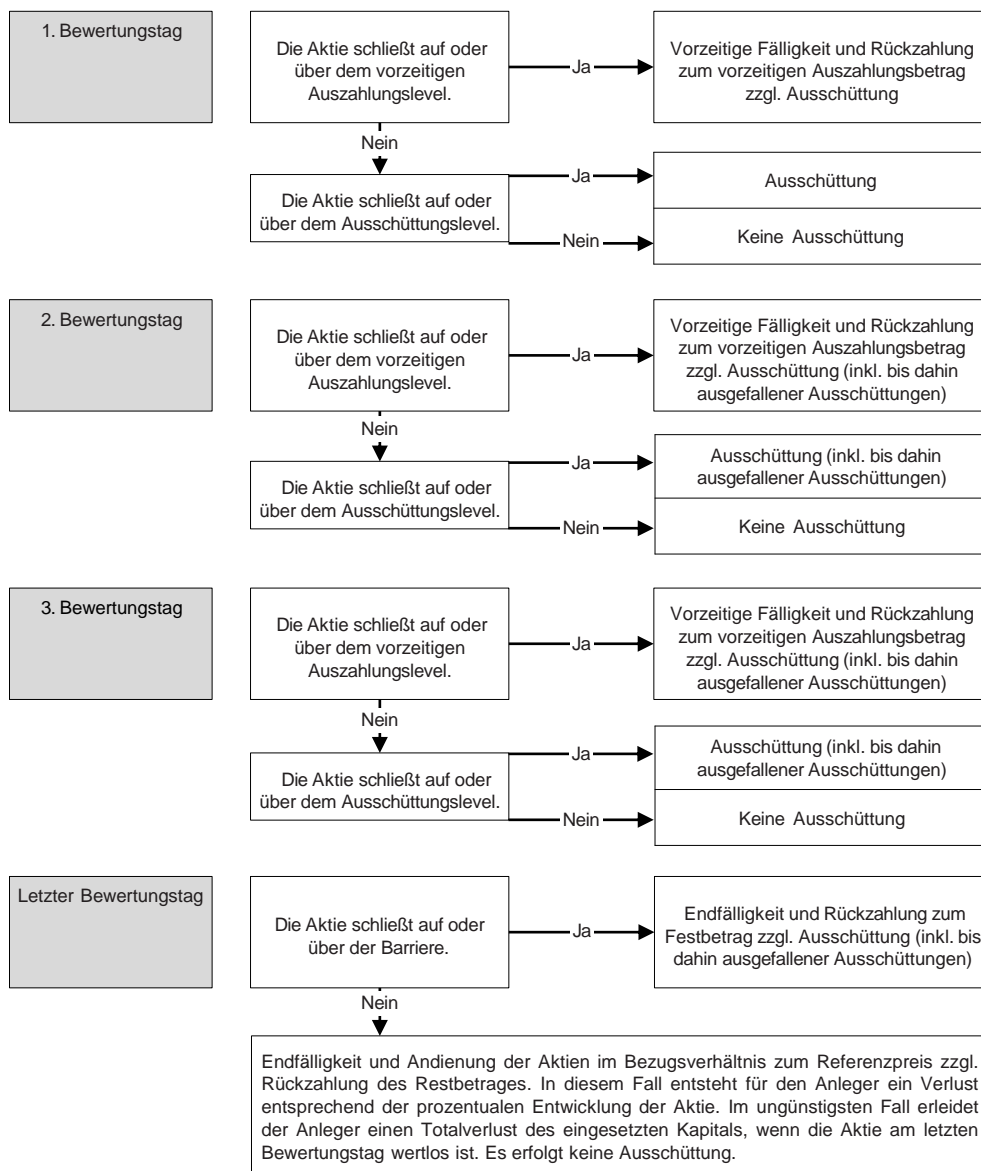 1. Bewertungstag
Die Aktie schließt auf oder
über dem vorzeitigen
Auszahlungslevel.
Ja
Vorzeitige Fälligkeit und Rückzahlung
zum vorzeitigen Auszahlungsbetrag
zzgl. Ausschüttung
Nein
Die Aktie schließt auf oder
über dem Ausschüttungslevel.
Ja
Ausschüttung
Nein
Keine Ausschüttung
2. Bewertungstag
Die Aktie schließt auf oder
über dem vorzeitigen
Auszahlungslevel.
Ja
Vorzeitige Fälligkeit und Rückzahlung
zum vorzeitigen Auszahlungsbetrag
zzgl. Ausschüttung (inkl. bis dahin
ausgefallener Ausschüttungen)
Nein
Die Aktie schließt auf oder
über dem Ausschüttungslevel.
Ja
Ausschüttung (inkl. bis dahin
ausgefallener Ausschüttungen)
Nein
Keine Ausschüttung
3. Bewertungstag
Die Aktie schließt auf oder
über dem vorzeitigen
Auszahlungslevel.
Ja
Vorzeitige Fälligkeit und Rückzahlung
zum vorzeitigen Auszahlungsbetrag
zzgl. Ausschüttung (inkl. bis dahin
ausgefallener Ausschüttungen)
Nein
Die Aktie schließt auf oder
über dem Ausschüttungslevel.
Ja
Ausschüttung (inkl. bis dahin
ausgefallener Ausschüttungen)
Nein
Keine Ausschüttung
Letzter Bewertungstag
Die Aktie schließt auf oder
über der Barriere.
Ja
Endfälligkeit und Rückzahlung zum
Festbetrag zzgl. Ausschüttung (inkl. bis
dahin ausgefallener Ausschüttungen)
Nein
Endfälligkeit und Andienung der Aktien im Bezugsverhältnis zum Referenzpreis zzgl.
Rückzahlung des Restbetrages. In diesem Fall entsteht für den Anleger ein Verlust
entsprechend der prozentualen Entwicklung der Aktie. Im ungünstigsten Fall erleidet
der Anleger einen Totalverlust des eingesetzten Kapitals, wenn die Aktie am letzten
Bewertungstag wertlos ist. Es erfolgt keine Ausschüttung.